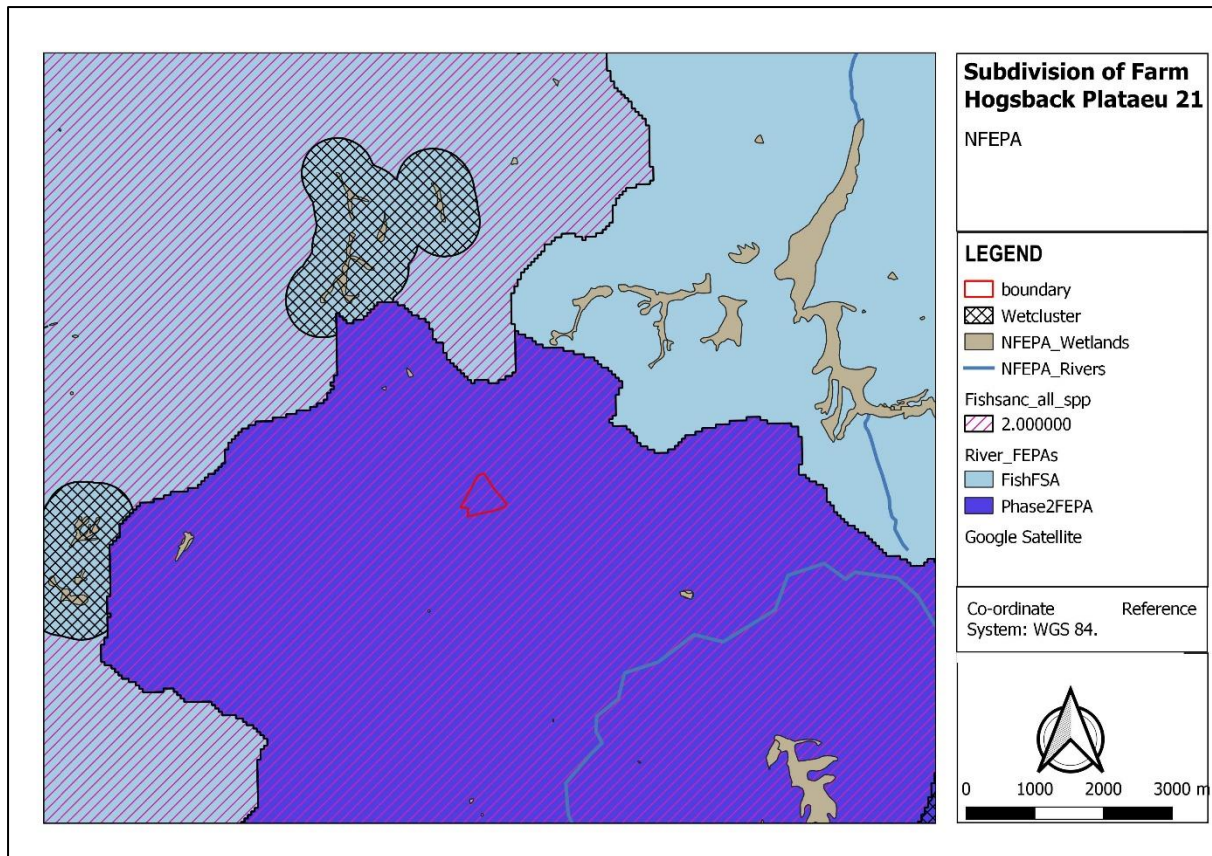 Subdivision of Farm
Hogsback Plataeu 21
NFEPA
LEGEND
boundary
Wetcluster
NFEPA_Wetlands
NFEPA_Rivers
Fishsanc_all_spp
2.000000
River_FEPAs
FishFSA
Phase2FEPA
Google Satellite
Co-ordinate Reference
System: WGS 84.
0 1000 2000 3000 m